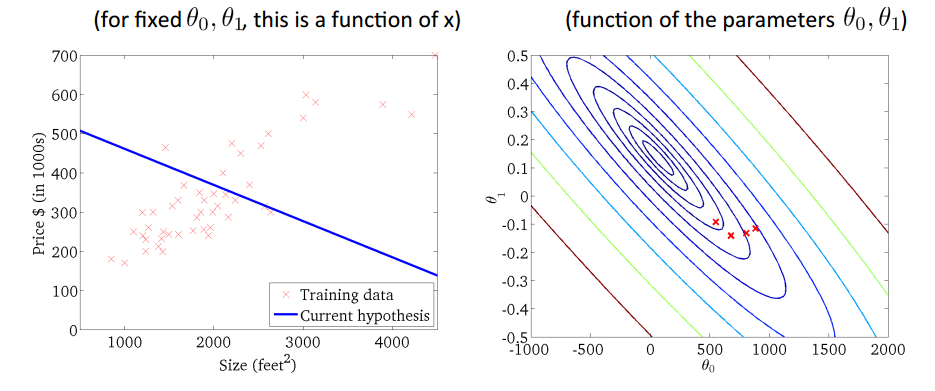 (for fixed θ₀, θ₁, this is a function of x)
700
600
500
400
300
200
100
0
Price $ (in 1000s)
1000 2000 3000 4000
Size (feet²)
Training data
Current hypothesis
(function of the parameters θ₀, θ₁)
0.5
0.4
0.3
0.2
0.1
0
-0.1
-0.2
-0.3
-0.4
-0.5
θ₁
-1000 -500 0 500 1000 1500 2000
θ₀